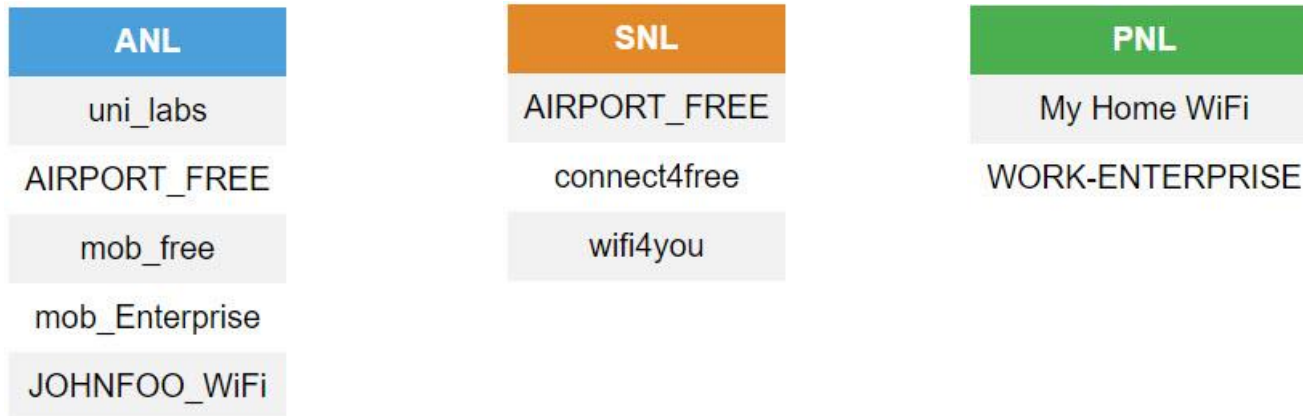 ANL
uni_labs
AIRPORT_FREE
mob_free
mob_Enterprise
JOHNFOO_WiFi
SNL
AIRPORT_FREE
connect4free
wifi4you
PNL
My Home WiFi
WORK-ENTERPRISE